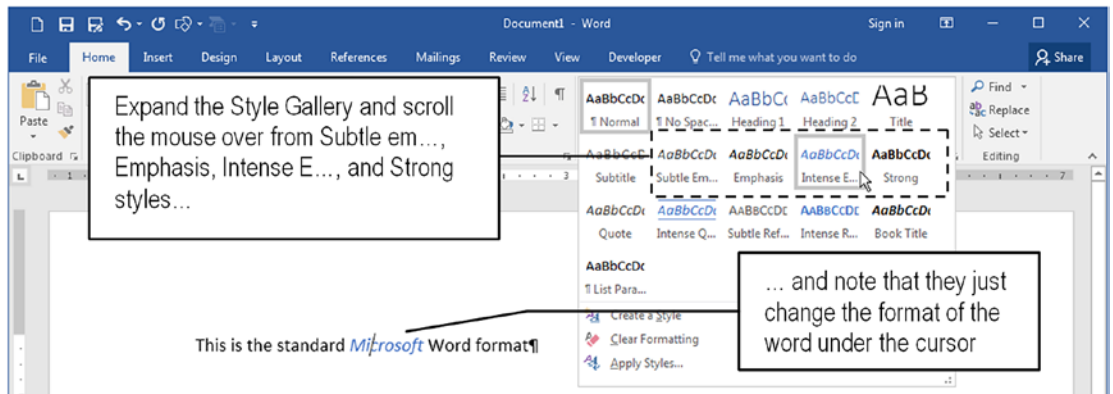 Document1 - Word
Sign in
File Home Insert Design Layout References Mailings Review View Developer Tell me what you want to do Share
Paste
Clipboard
Expand the Style Gallery and scroll
the mouse over from Subtle em…,
Emphasis, Intense E…, and Strong
styles…
AaBbCcDc AaBbCcDc AaBbCc AaBbCcE AaB
¶ Normal ¶ No Spac... Heading 1 Heading 2 Title
AaBbCcD AaBbCcDc AaBbCcDc AaBbCcDc AaBbCcDc
Subtitle Subtle Em... Emphasis Intense E... Strong
AaBbCcDc AaBbCcDc AABBCCDC AABBCCDC AaBbCcDc
Quote Intense Q... Subtle Ref... Intense R... Book Title
AaBbCcDc
¶ List Para...
Create a Style
Clear Formatting
Apply Styles...
Find
Replace
Select
Editing
1
3
7
… and note that they just
change the format of the
word under the cursor
This is the standard Microsoft Word format¶